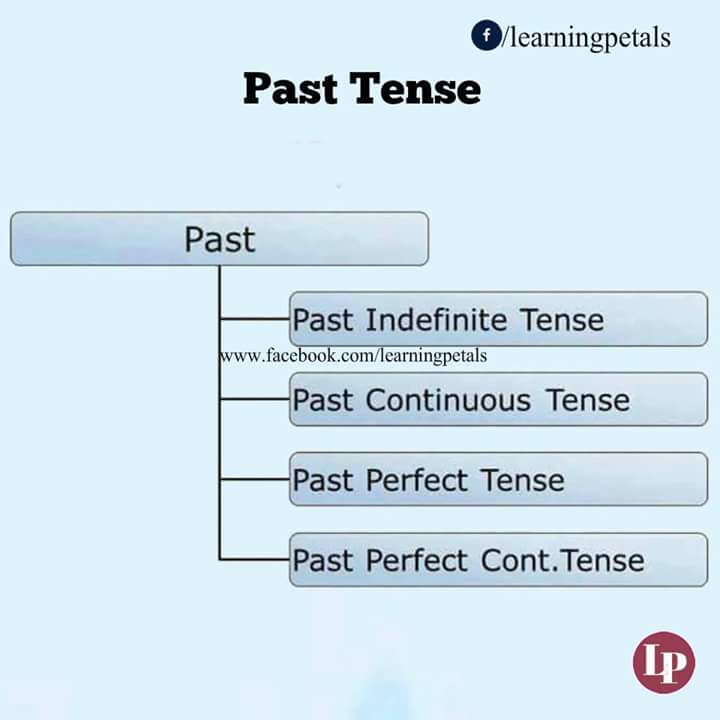 f/learningpetals
Past Tense
Past
Past Indefinite Tense
www.facebook.com/learningpetals
Past Continuous Tense
Past Perfect Tense
Past Perfect Cont.Tense
LP